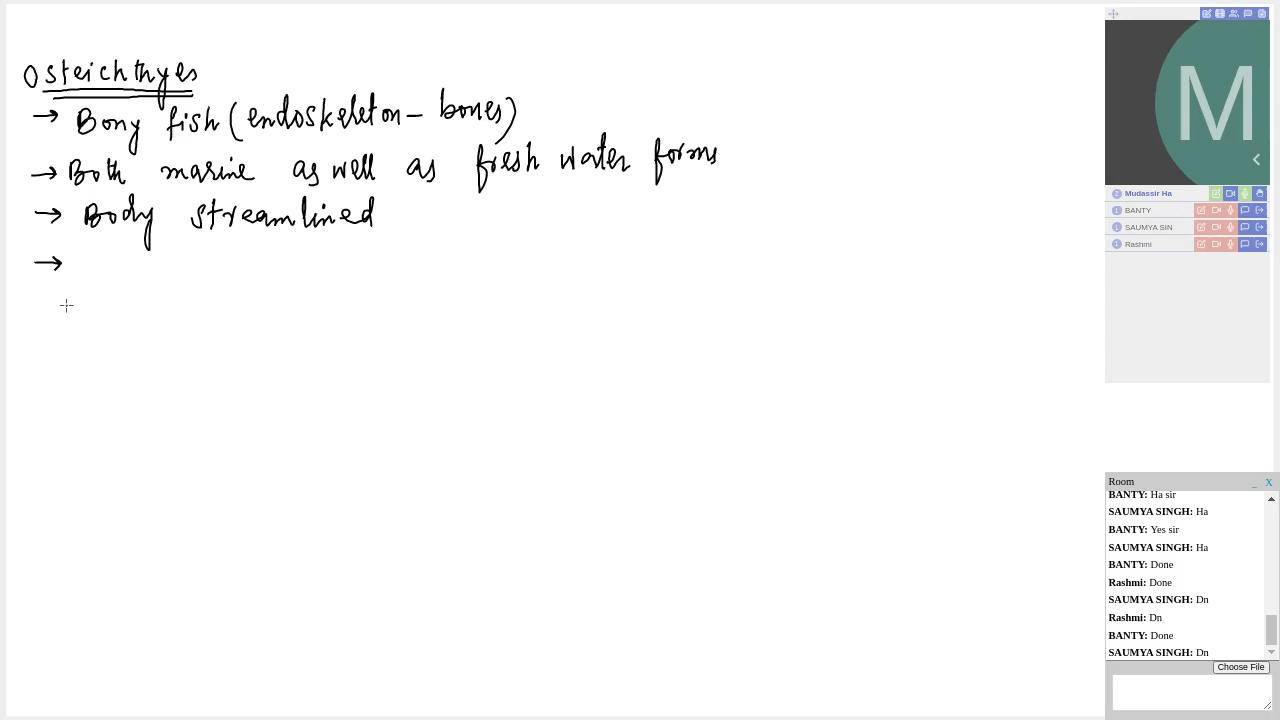 Osteichthyes
→ Bony fish (endoskeleton - bones)
→ Both marine as well as fresh water forms
→ Body streamlined
→
M
Mudassir Ha
BANTY
SAUMYA SIN
Rashmi
Room
_ X
BANTY: Ha sir
SAUMYA SINGH: Ha
BANTY: Yes sir
SAUMYA SINGH: Ha
BANTY: Done
Rashmi: Done
SAUMYA SINGH: Dn
Rashmi: Dn
BANTY: Done
SAUMYA SINGH: Dn
Choose File